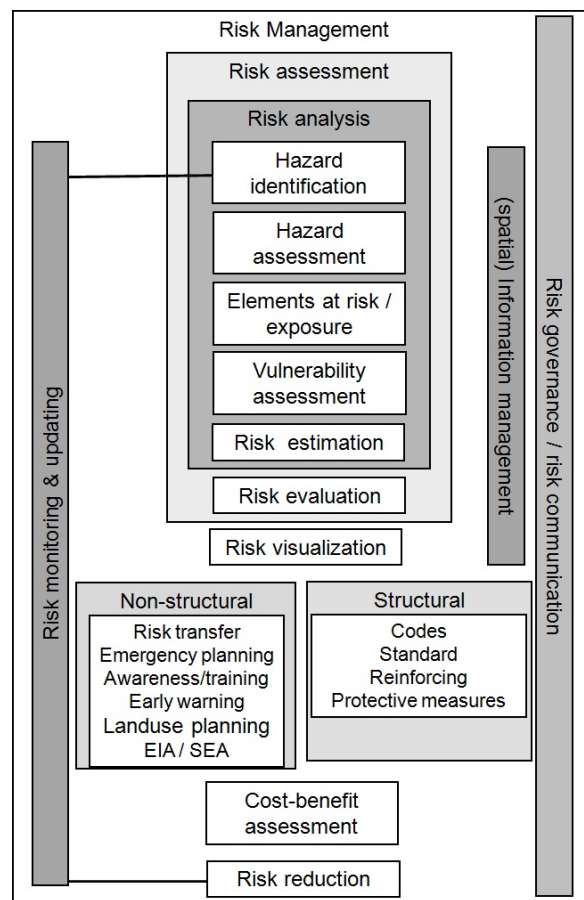 Risk Management
Risk assessment
Risk analysis
Hazard
identification
Hazard
assessment
Elements at risk /
exposure
Vulnerability
assessment
Risk estimation
Risk evaluation
Risk visualization
Non-structural
Risk transfer
Emergency planning
Awareness/training
Early warning
Landuse planning
EIA / SEA
Structural
Codes
Standard
Reinforcing
Protective measures
Cost-benefit
assessment
Risk reduction
Risk monitoring & updating
(spatial) Information management
Risk governance / risk communication